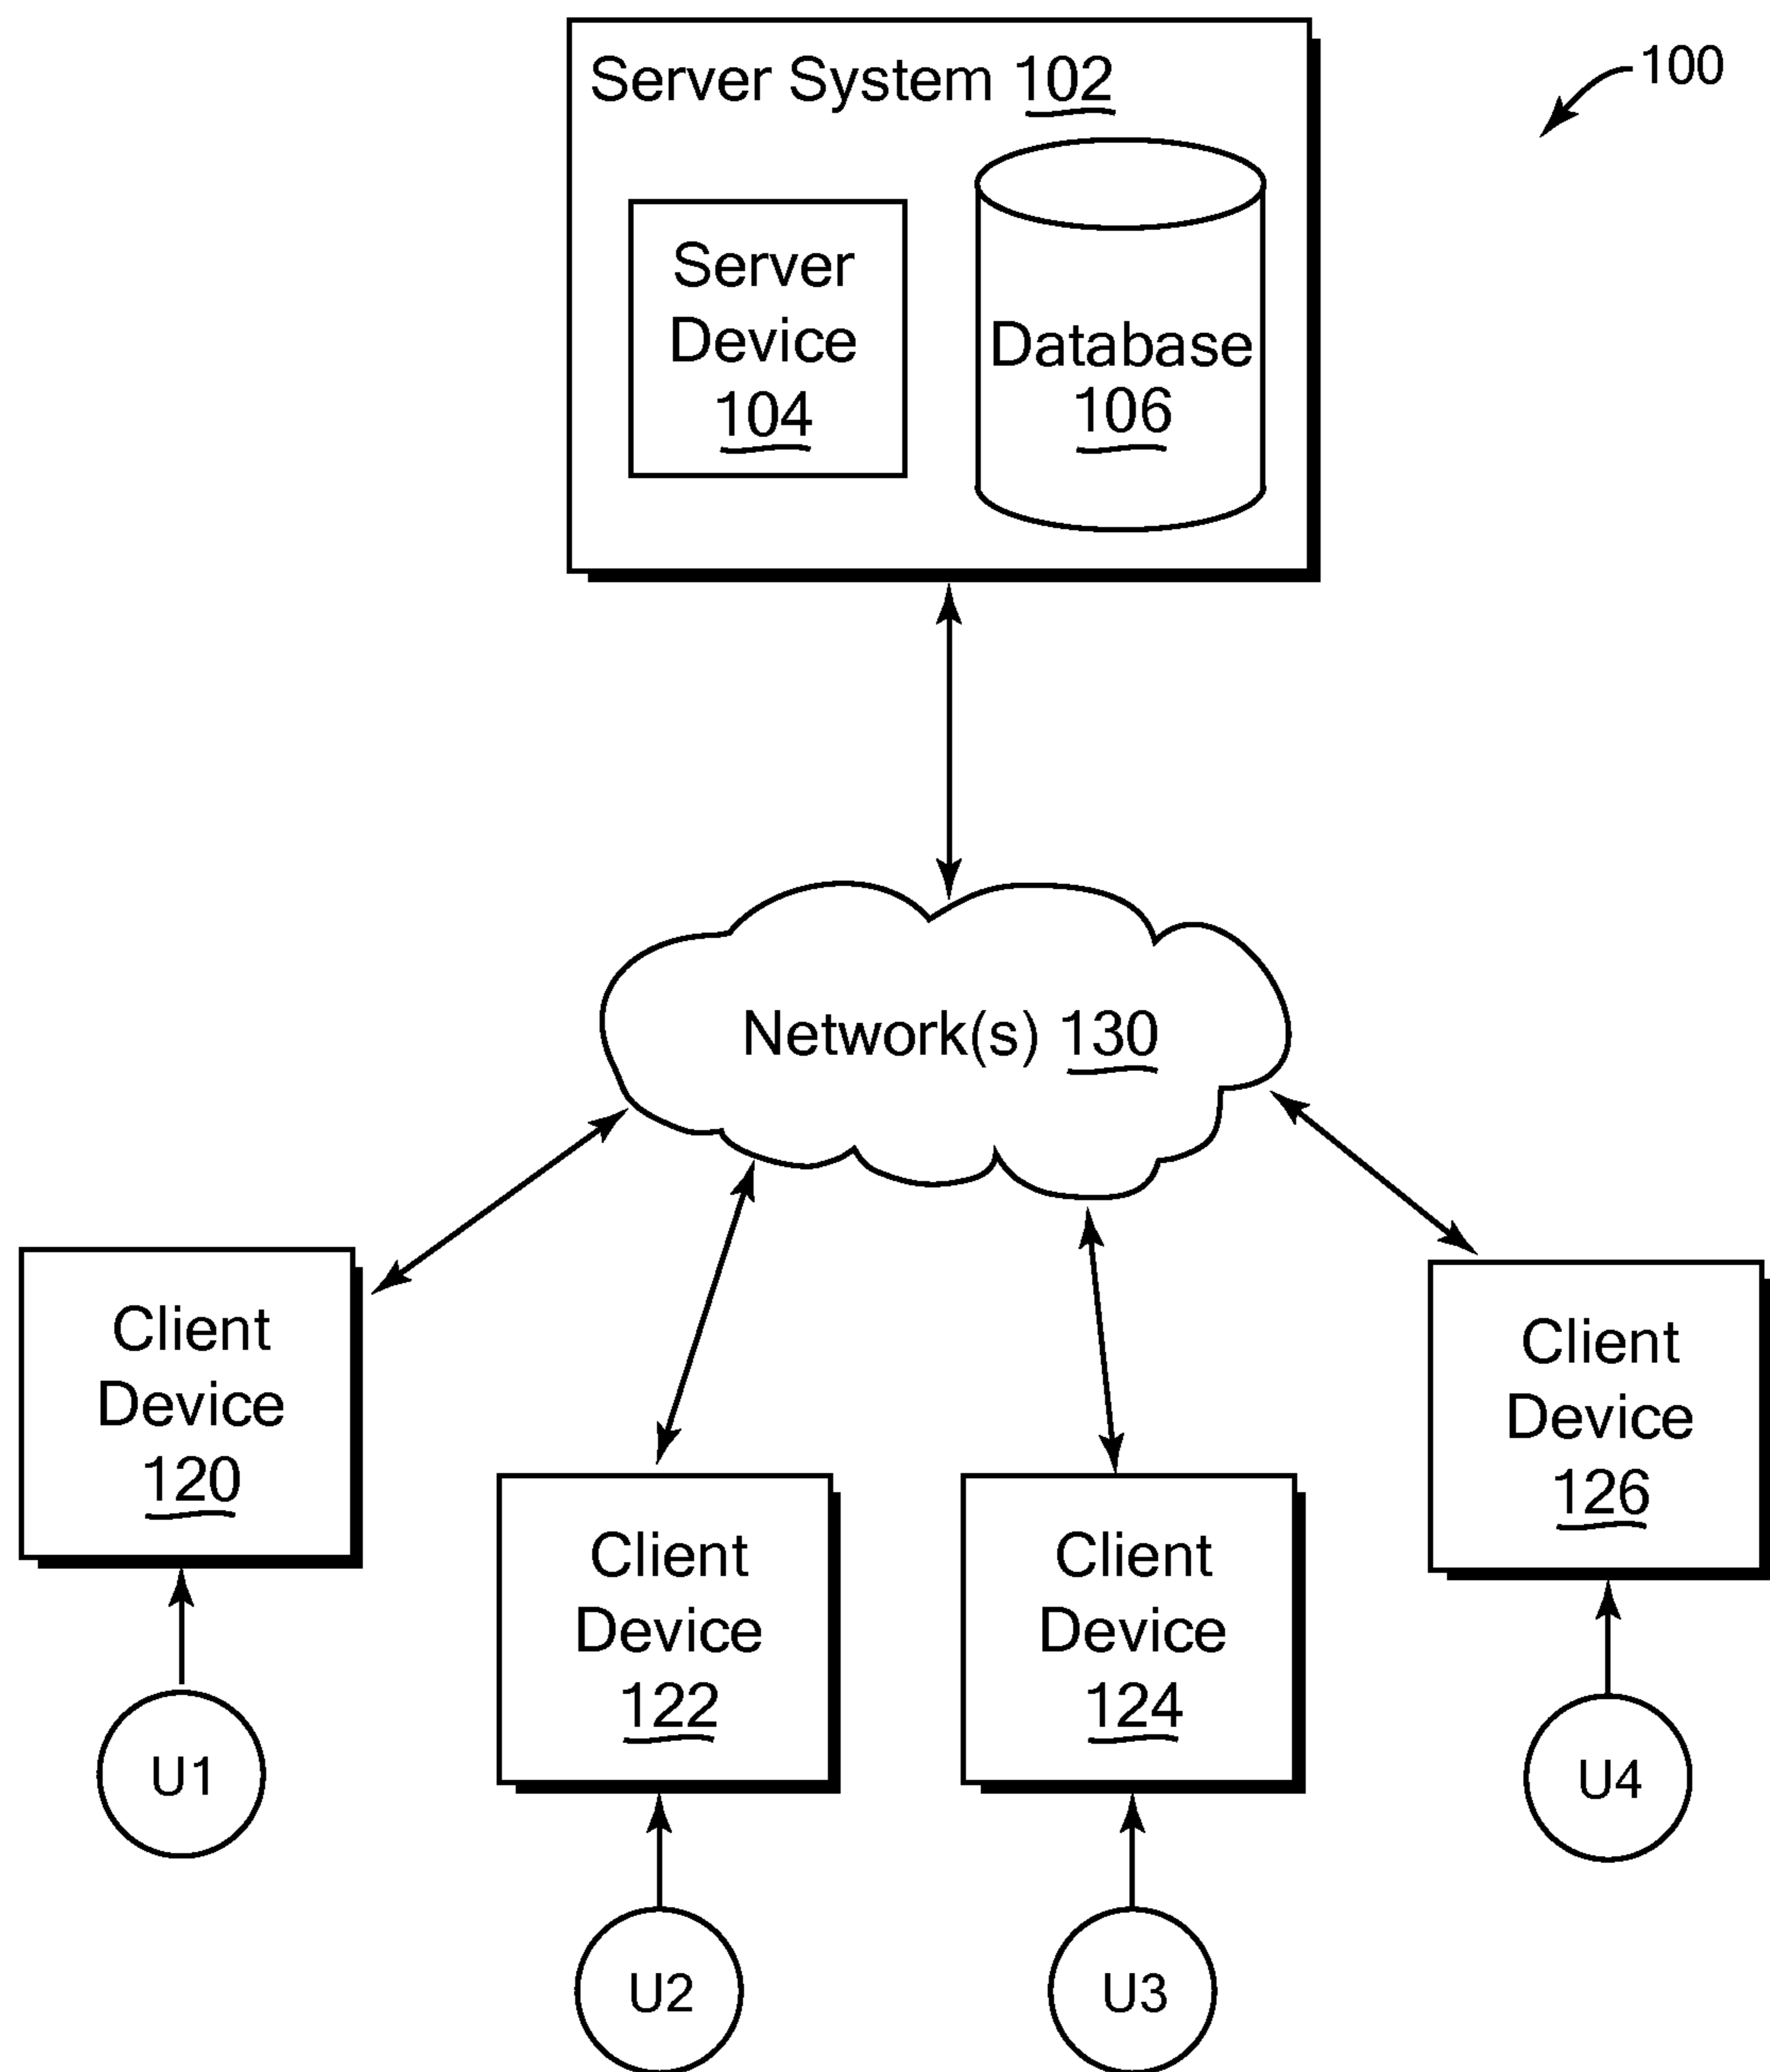 Server System 102
100
Server
Device
104
Database
106
Network(s) 130
Client
Device
120
Client
Device
122
Client
Device
124
Client
Device
126
U1
U2
U3
U4